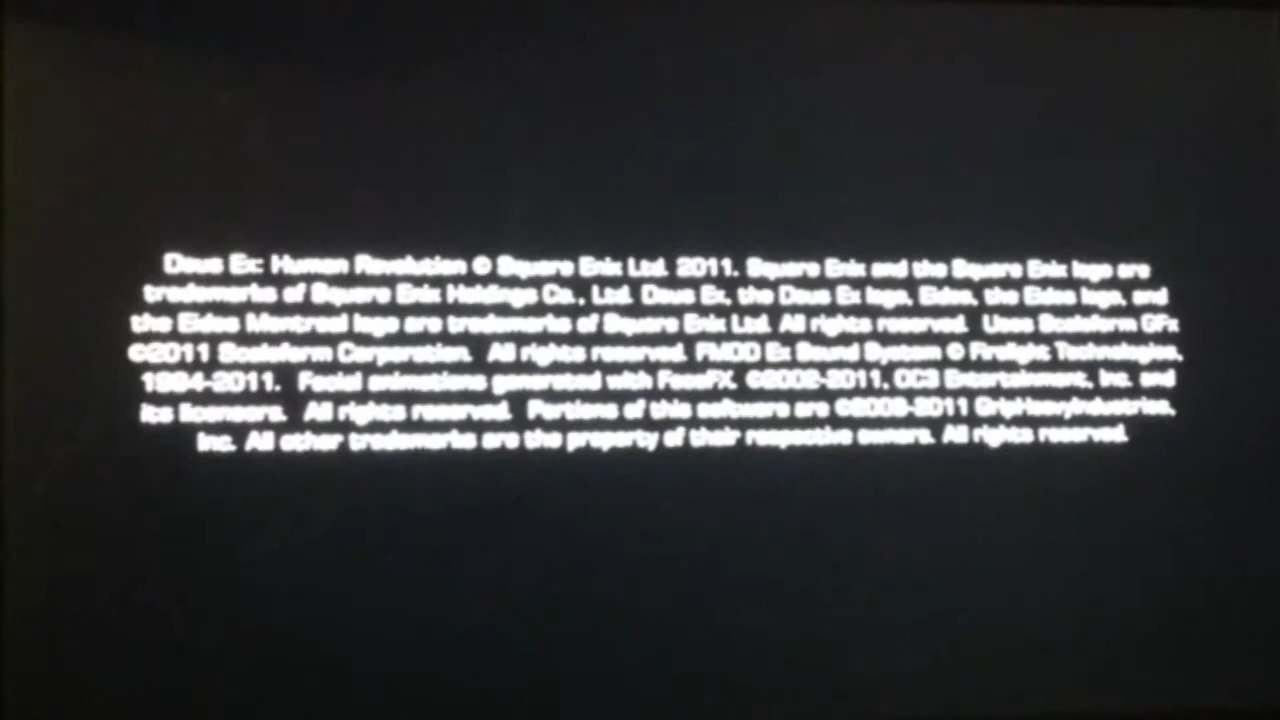 Deus Ex: Human Revolution © Square Enix Ltd. 2011. Square Enix and the Square Enix logo are
trademarks of Square Enix Holdings Co., Ltd. Deus Ex, the Deus Ex logo, Eidos, the Eidos logo, and
the Eidos Montreal logo are trademarks of Square Enix Ltd. All rights reserved. Uses Scaleform GFx
©2011 Scaleform Corporation. All rights reserved. FMOD Ex Sound System © Firelight Technologies,
1994-2011. Facial animations generated with FaceFX. ©2002-2011, OC3 Entertainment, Inc. and
its licensors. All rights reserved. Portions of this software are ©2009-2011 GripHeavyIndustries,
Inc. All other trademarks are the property of their respective owners. All rights reserved.